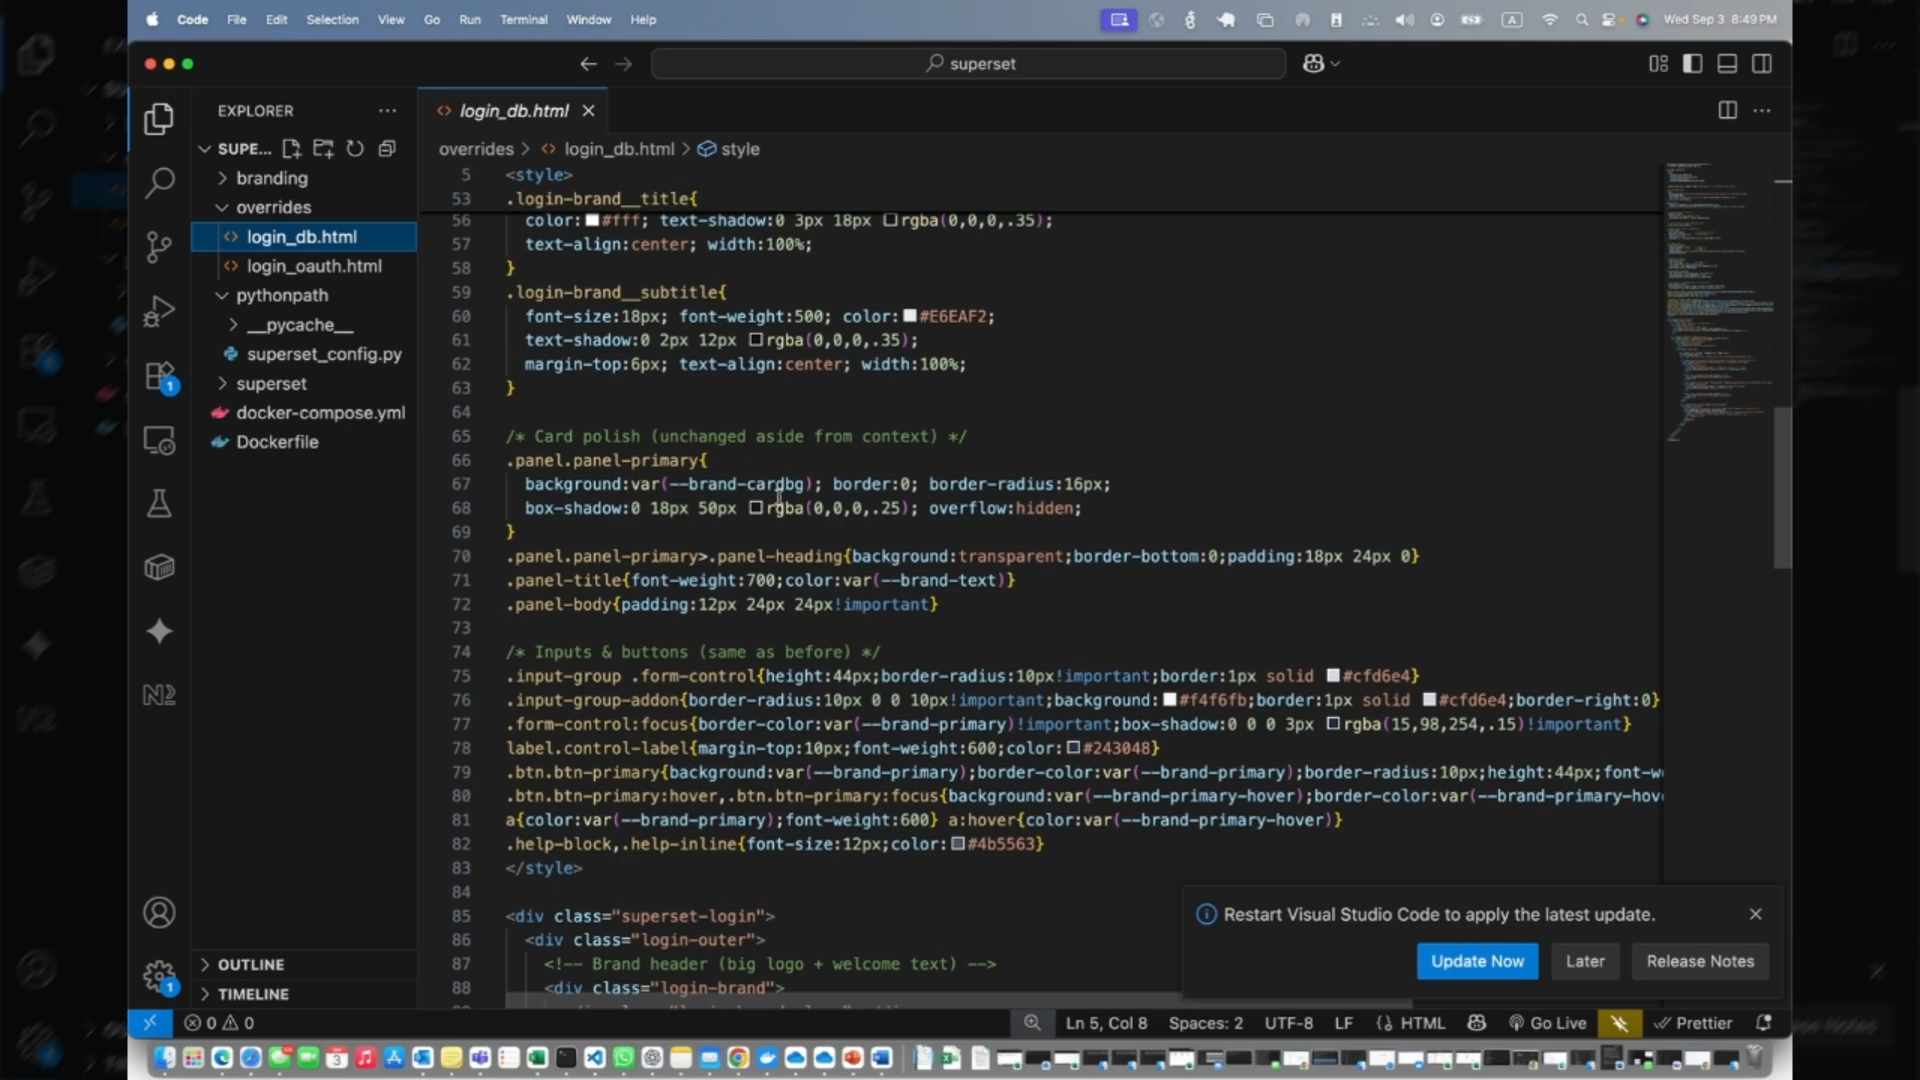 Code File Edit Selection View Go Run Terminal Window Help
A
Wed Sep 3 8:49 PM
superset
EXPLORER
SUPE...
branding
overrides
login_db.html
login_oauth.html
pythonpath
__pycache__
superset_config.py
superset
docker-compose.yml
Dockerfile
OUTLINE
TIMELINE
1
1
login_db.html
overrides > login_db.html > style
5 <style>
53 .login-brand__title{
56 color:#fff; text-shadow:0 3px 18px rgba(0,0,0,.35);
57 text-align:center; width:100%;
58 }
59 .login-brand__subtitle{
60 font-size:18px; font-weight:500; color:#E6EAF2;
61 text-shadow:0 2px 12px rgba(0,0,0,.35);
62 margin-top:6px; text-align:center; width:100%;
63 }
64
65 /* Card polish (unchanged aside from context) */
66 .panel.panel-primary{
67 background:var(--brand-cardbg); border:0; border-radius:16px;
68 box-shadow:0 18px 50px rgba(0,0,0,.25); overflow:hidden;
69 }
70 .panel.panel-primary>.panel-heading{background:transparent;border-bottom:0;padding:18px 24px 0}
71 .panel-title{font-weight:700;color:var(--brand-text)}
72 .panel-body{padding:12px 24px 24px!important}
73
74 /* Inputs & buttons (same as before) */
75 .input-group .form-control{height:44px;border-radius:10px!important;border:1px solid #cfd6e4}
76 .input-group-addon{border-radius:10px 0 0 10px!important;background:#f4f6fb;border:1px solid #cfd6e4;border-right:0}
77 .form-control:focus{border-color:var(--brand-primary)!important;box-shadow:0 0 0 3px rgba(15,98,254,.15)!important}
78 label.control-label{margin-top:10px;font-weight:600;color:#243048}
79 .btn.btn-primary{background:var(--brand-primary);border-color:var(--brand-primary);border-radius:10px;height:44px;font-w
80 .btn.btn-primary:hover,.btn.btn-primary:focus{background:var(--brand-primary-hover);border-color:var(--brand-primary-hov
81 a{color:var(--brand-primary);font-weight:600} a:hover{color:var(--brand-primary-hover)}
82 .help-block,.help-inline{font-size:12px;color:#4b5563}
83 </style>
84
85 <div class="superset-login">
86 <div class="login-outer">
87 <!-- Brand header (big logo + welcome text) -->
88 <div class="login-brand">
Restart Visual Studio Code to apply the latest update.
Update Now Later Release Notes
0 0
Ln 5, Col 8 Spaces: 2 UTF-8 LF HTML Go Live Prettier